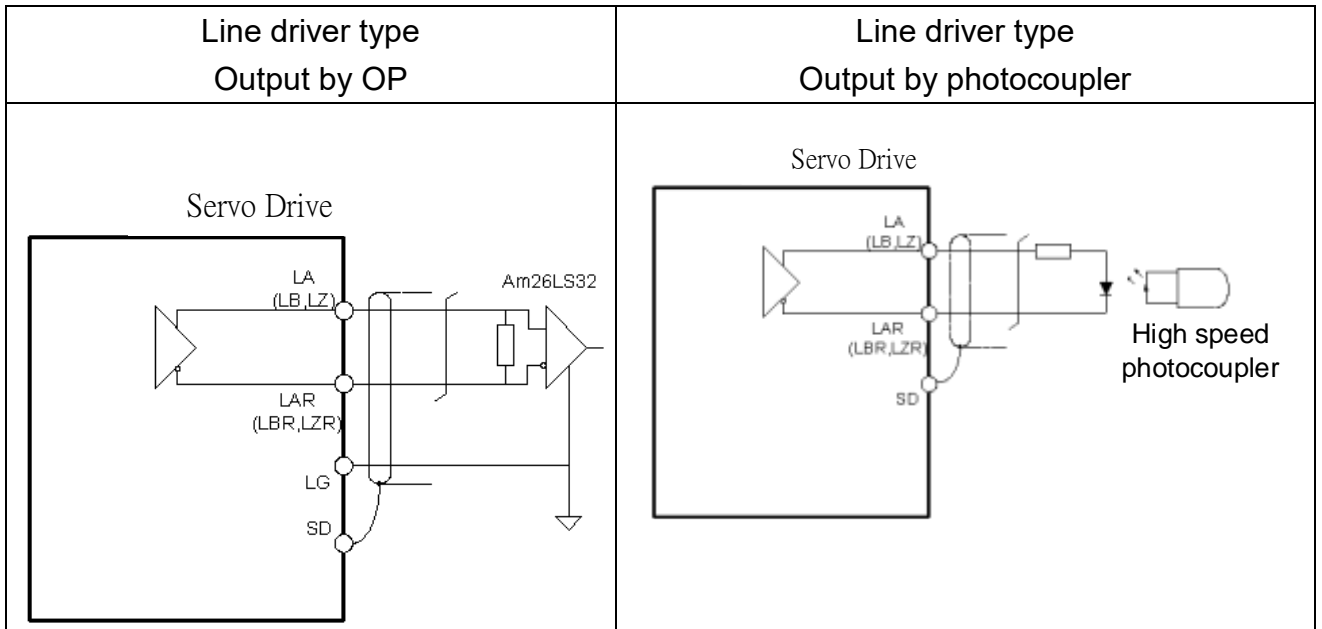 Line driver type
Output by OP
Line driver type
Output by photocoupler
Servo Drive
LA
(LB,LZ)
Am26LS32
LAR
(LBR,LZR)
LG
SD
Servo Drive
LA
(LB,LZ)
LAR
(LBR,LZR)
SD
High speed
photocoupler